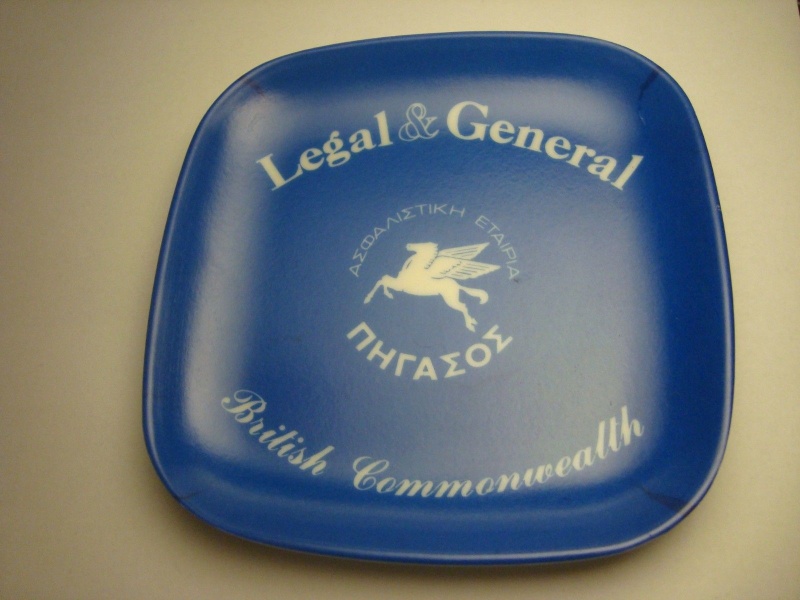 Legal & General
ΑΣΦΑΛΙΣΤΙΚΗ ΕΤΑΙΡΙΑ
ΠΗΓΑΣΟΣ
British Commonwealth